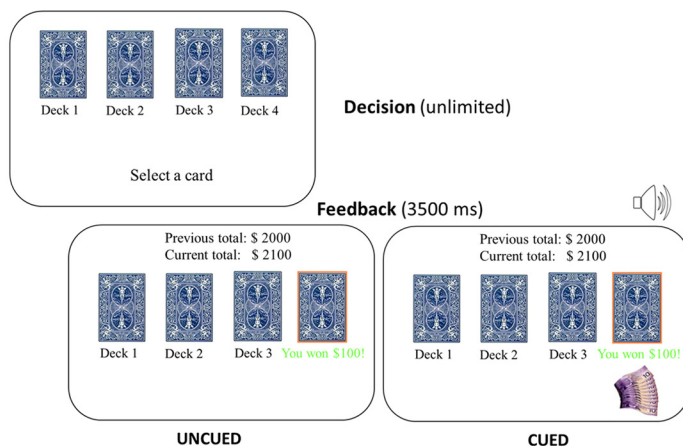 Deck 1 Deck 2 Deck 3 Deck 4
Decision (unlimited)
Select a card
Feedback (3500 ms)
Previous total: $ 2000
Current total: $ 2100
Deck 1 Deck 2 Deck 3 You won $100!
UNCUED
Previous total: $ 2000
Current total: $ 2100
Deck 1 Deck 2 Deck 3 You won $100!
CUED